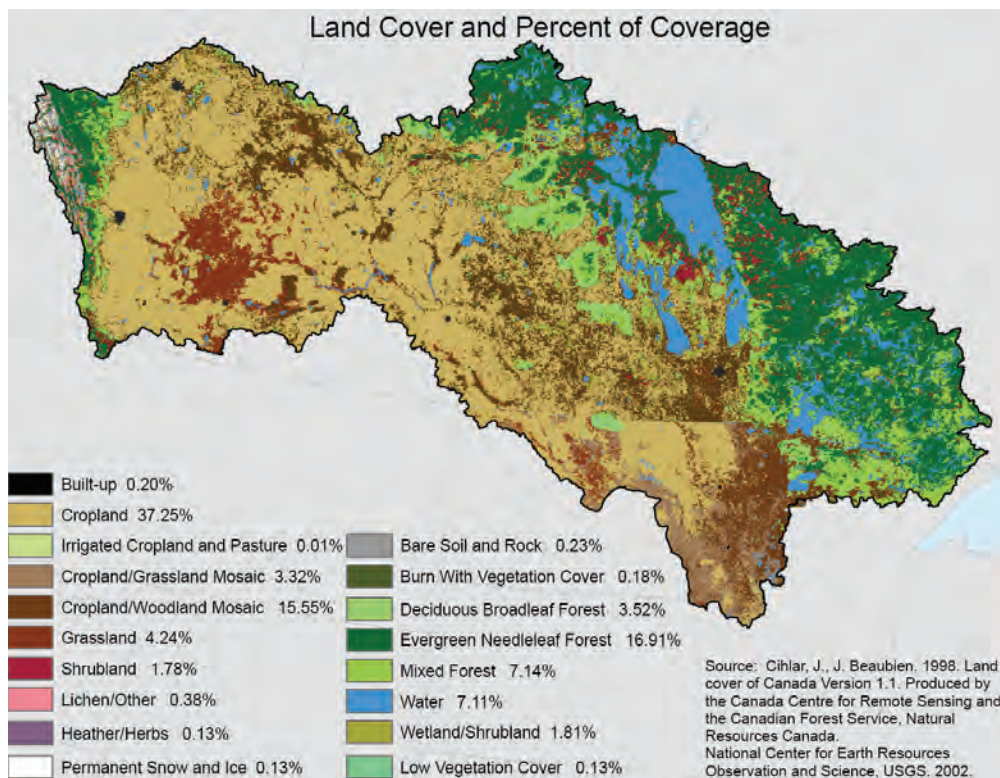 Land Cover and Percent of Coverage
Built-up 0.20%
Cropland 37.25%
Irrigated Cropland and Pasture 0.01%
Cropland/Grassland Mosaic 3.32%
Cropland/Woodland Mosaic 15.55%
Grassland 4.24%
Shrubland 1.78%
Lichen/Other 0.38%
Heather/Herbs 0.13%
Permanent Snow and Ice 0.13%
Bare Soil and Rock 0.23%
Burn With Vegetation Cover 0.18%
Deciduous Broadleaf Forest 3.52%
Evergreen Needleleaf Forest 16.91%
Mixed Forest 7.14%
Water 7.11%
Wetland/Shrubland 1.81%
Low Vegetation Cover 0.13%
Source: Cihlar, J., J. Beaubien. 1998. Land
cover of Canada Version 1.1. Produced by
the Canada Centre for Remote Sensing and
the Canadian Forest Service, Natural
Resources Canada.
National Center for Earth Resources
Observation and Science, USGS, 2002.